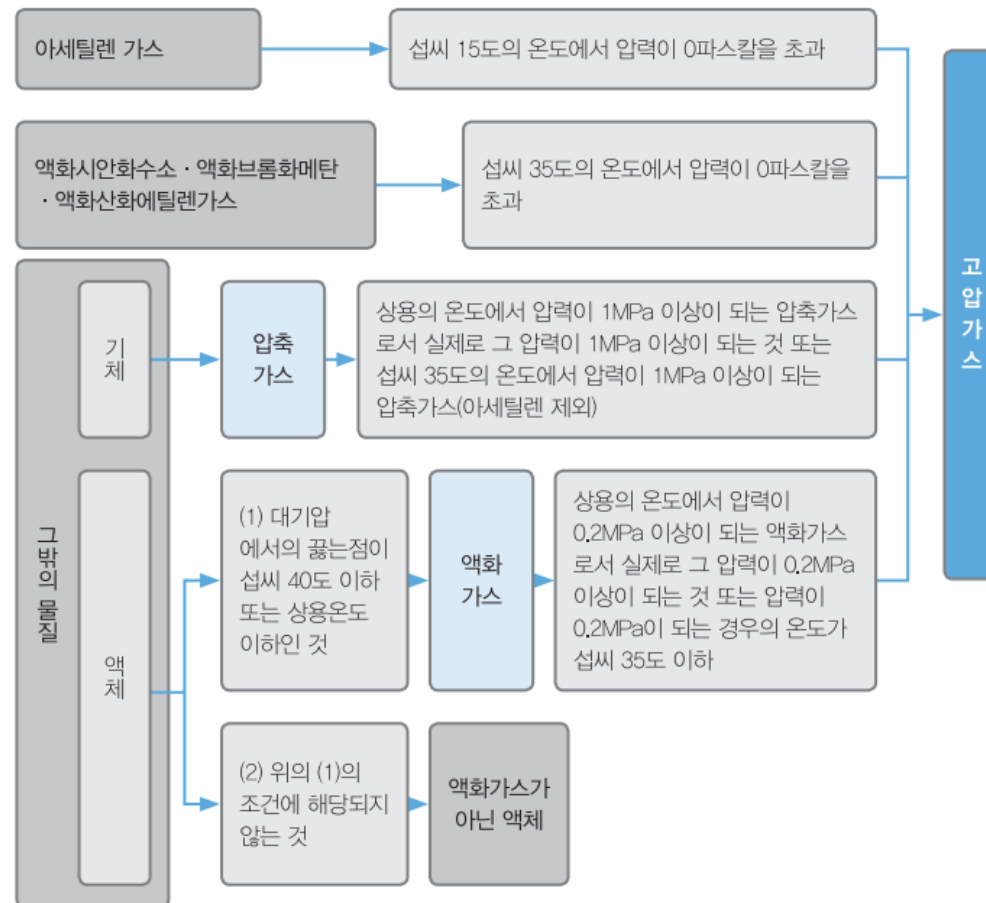 아세틸렌 가스
섭씨 15도의 온도에서 압력이 0파스칼을 초과
액화시안화수소 · 액화브롬화메탄
· 액화산화에틸렌가스
섭씨 35도의 온도에서 압력이 0파스칼을
초과
고압가스
그 밖의 물질
기체
압축
가스
상용의 온도에서 압력이 1MPa 이상이 되는 압축가스
로서 실제로 그 압력이 1MPa 이상이 되는 것 또는
섭씨 35도의 온도에서 압력이 1MPa 이상이 되는
압축가스(아세틸렌 제외)
액체
(1) 대기압
에서의 끓는점이
섭씨 40도 이하
또는 상용온도
이하인 것
액화
가스
상용의 온도에서 압력이
0.2MPa 이상이 되는 액화가스
로서 실제로 그 압력이 0.2MPa
이상이 되는 것 또는 압력이
0.2MPa이 되는 경우의 온도가
섭씨 35도 이하
(2) 위의 (1)의
조건에 해당되지
않는 것
액화가스가
아닌 액체